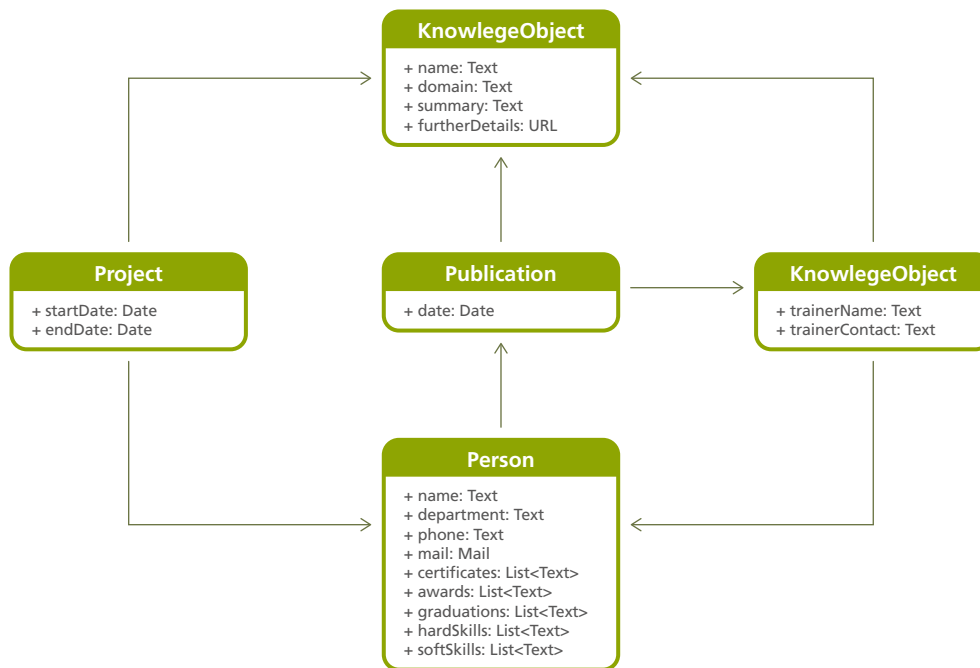 KnowlegeObject
+ name: Text
+ domain: Text
+ summary: Text
+ furtherDetails: URL
Project
+ startDate: Date
+ endDate: Date
Publication
+ date: Date
KnowlegeObject
+ trainerName: Text
+ trainerContact: Text
Person
+ name: Text
+ department: Text
+ phone: Text
+ mail: Mail
+ certificates: List<Text>
+ awards: List<Text>
+ graduations: List<Text>
+ hardSkills: List<Text>
+ softSkills: List<Text>